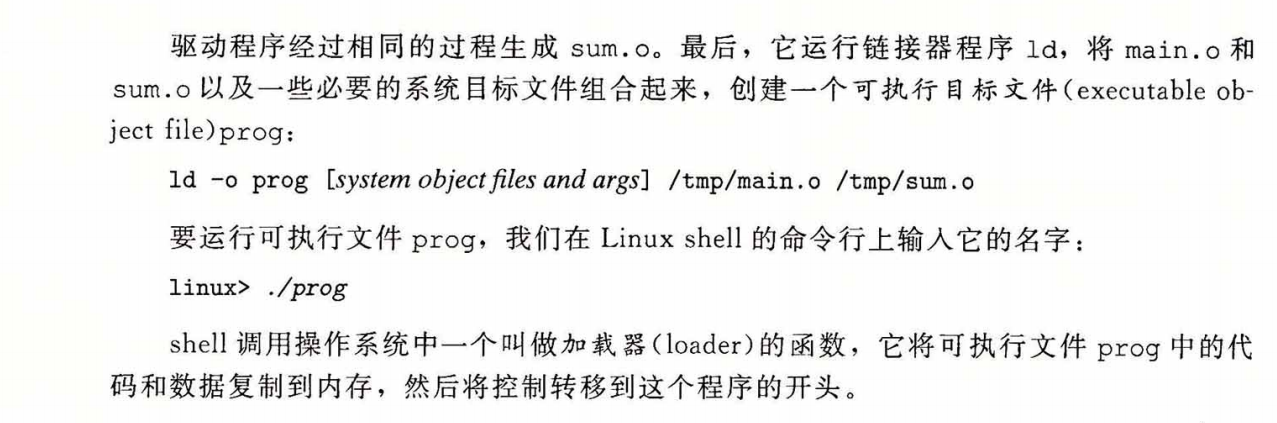 驱动程序经过相同的过程生成 sum.o。最后，它运行链接器程序 ld，将 main.o 和
sum.o 以及一些必要的系统目标文件组合起来，创建一个可执行目标文件(executable ob-
ject file)prog：
ld -o prog [system object files and args] /tmp/main.o /tmp/sum.o
要运行可执行文件 prog，我们在 Linux shell 的命令行上输入它的名字：
linux> ./prog
shell 调用操作系统中一个叫做加载器(loader)的函数，它将可执行文件 prog 中的代
码和数据复制到内存，然后将控制转移到这个程序的开头。